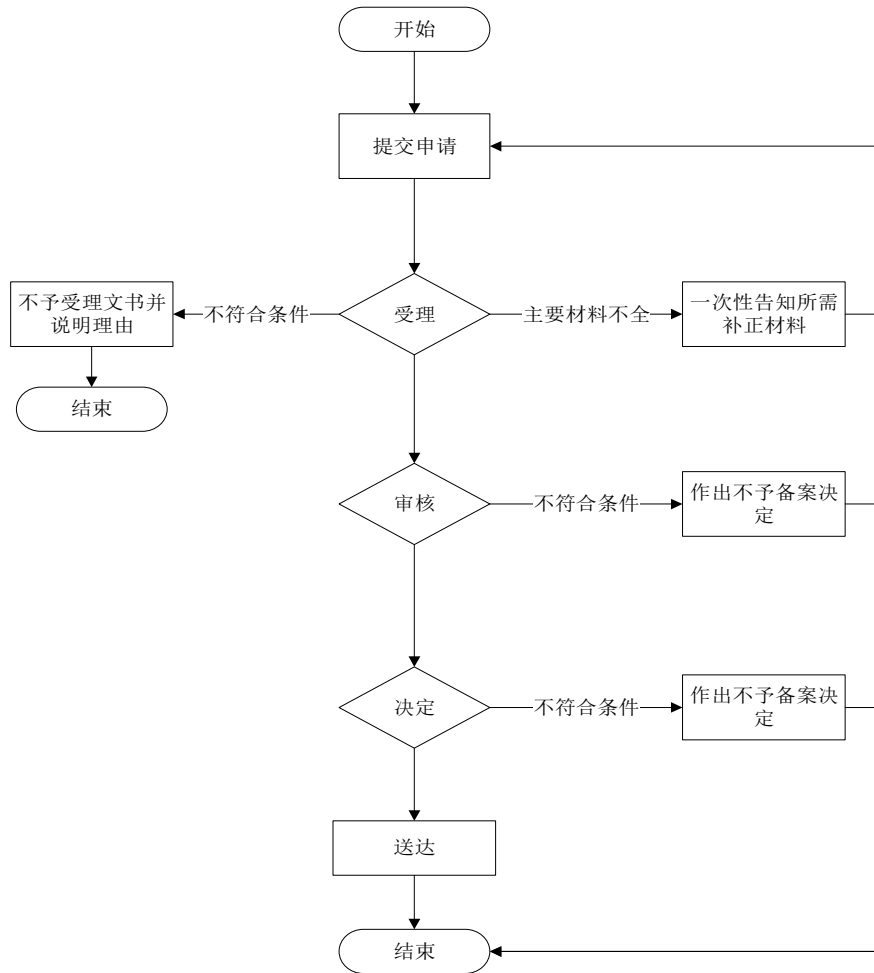 开始
提交申请
不予受理文书并
说明理由
不符合条件
受理
主要材料不全
一次性告知所需
补正材料
结束
审核
不符合条件
作出不予备案决
定
决定
不符合条件
作出不予备案决
定
送达
结束